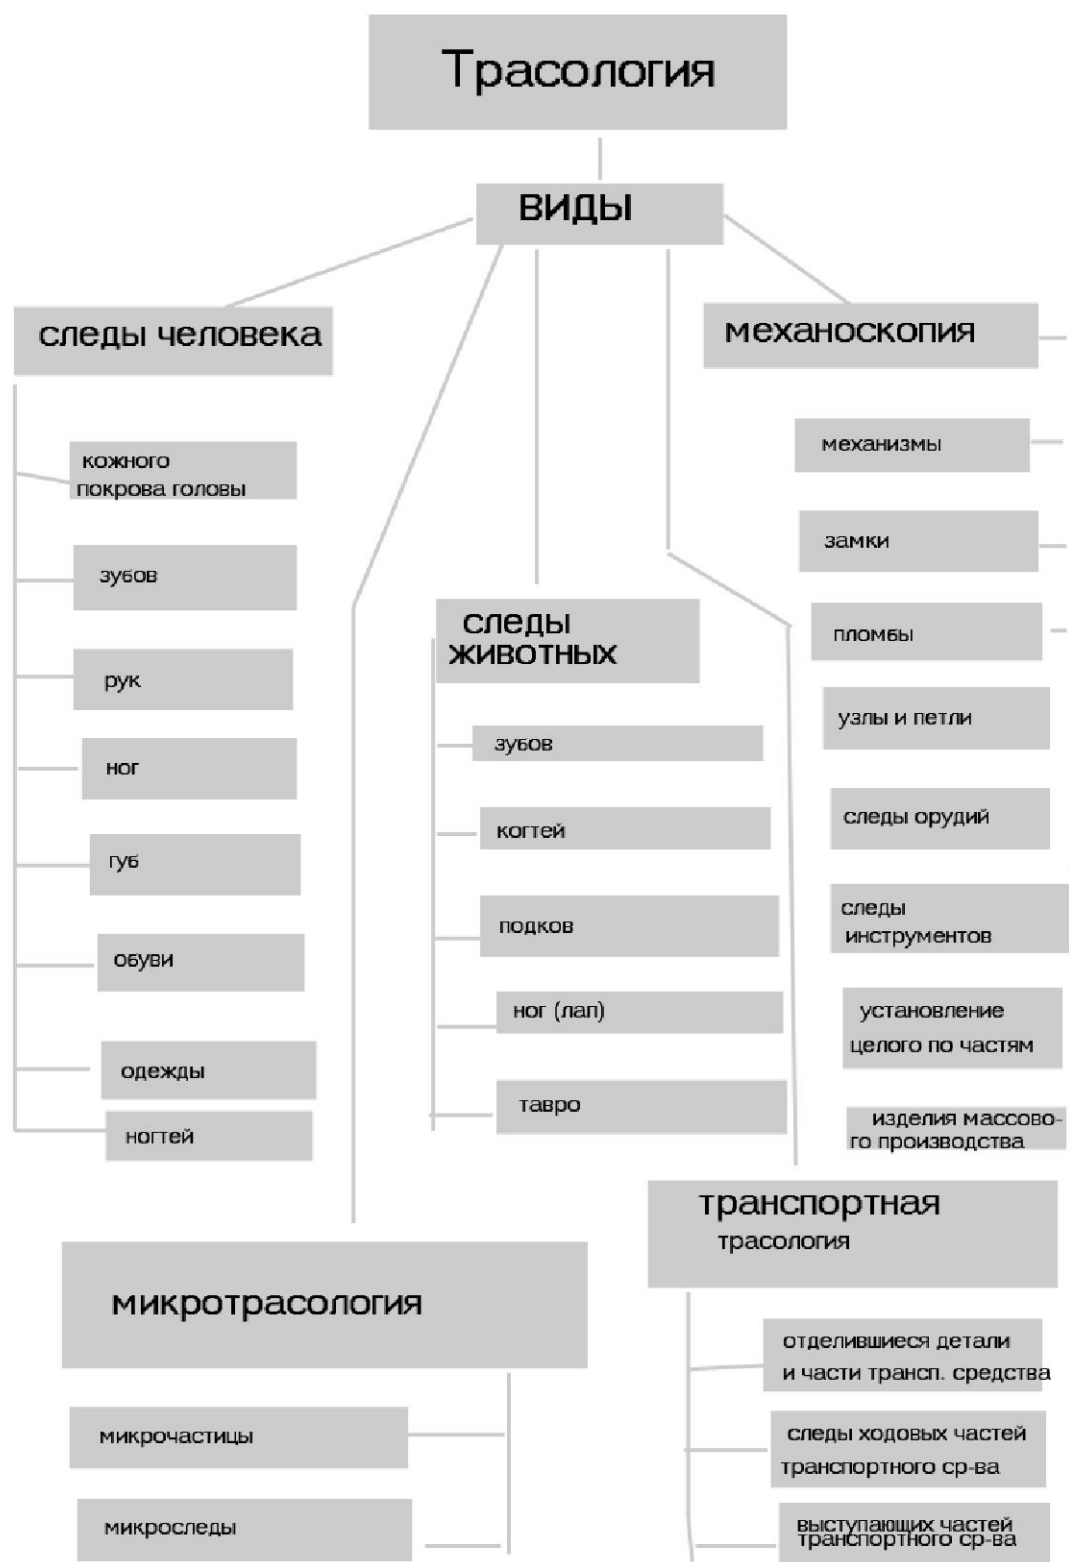 Трасология
виды
следы человека
кожного
покрова головы
зубов
рук
ног
губ
обуви
одежды
ногтей
микротрасология
микрочастицы
микроследы
следы
животных
зубов
когтей
подков
ног (лап)
тавро
механоскопия
механизмы
замки
пломбы
узлы и петли
следы орудий
следы
инструментов
установление
целого по частям
изделия массово-
го производства
транспортная
трасология
отделившиеся детали
и части трансп. средства
следы ходовых частей
транспортного ср-ва
выступающих частей
транспортного ср-ва